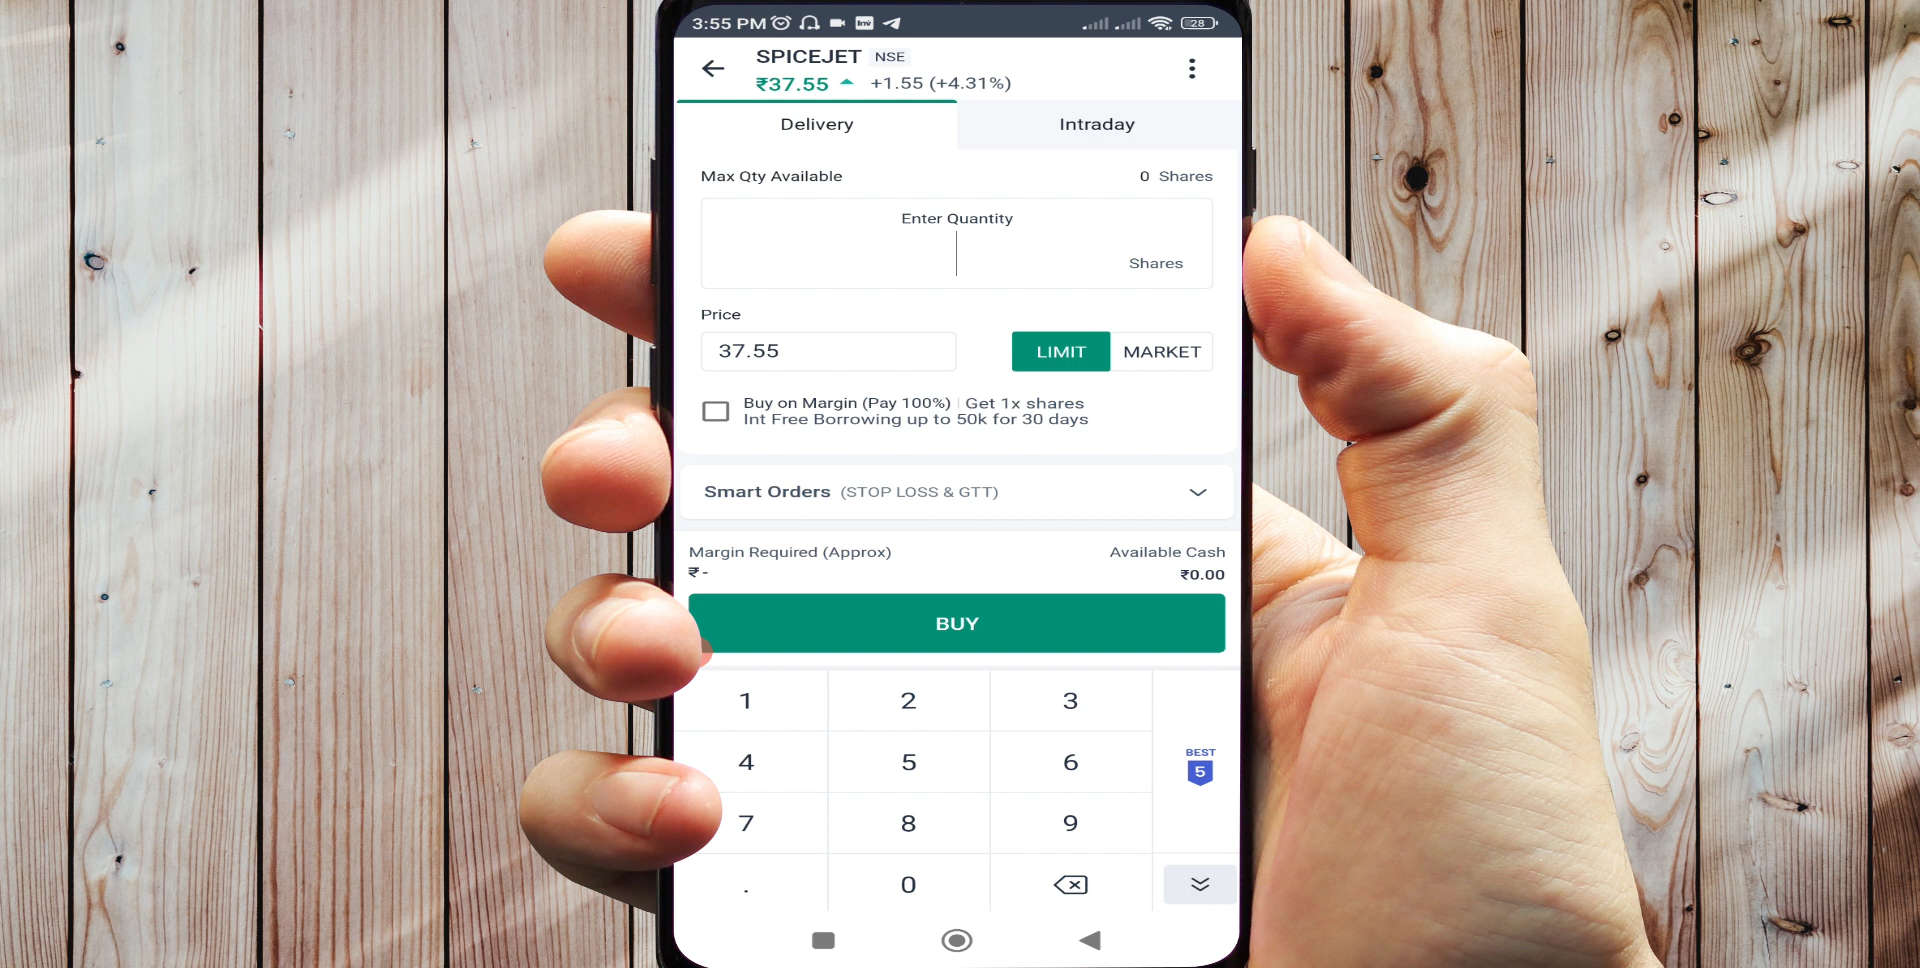 3:55 PM 28
SPICEJET NSE
₹37.55 +1.55 (+4.31%)
Delivery Intraday
Max Qty Available 0 Shares
Enter Quantity
Shares
Price
37.55 LIMIT MARKET
Buy on Margin (Pay 100%) | Get 1x shares
Int Free Borrowing up to 50k for 30 days
Smart Orders (STOP LOSS & GTT)
Margin Required (Approx) Available Cash
₹- ₹0.00
BUY
1 2 3
4 5 6
BEST
5
7 8 9
. 0